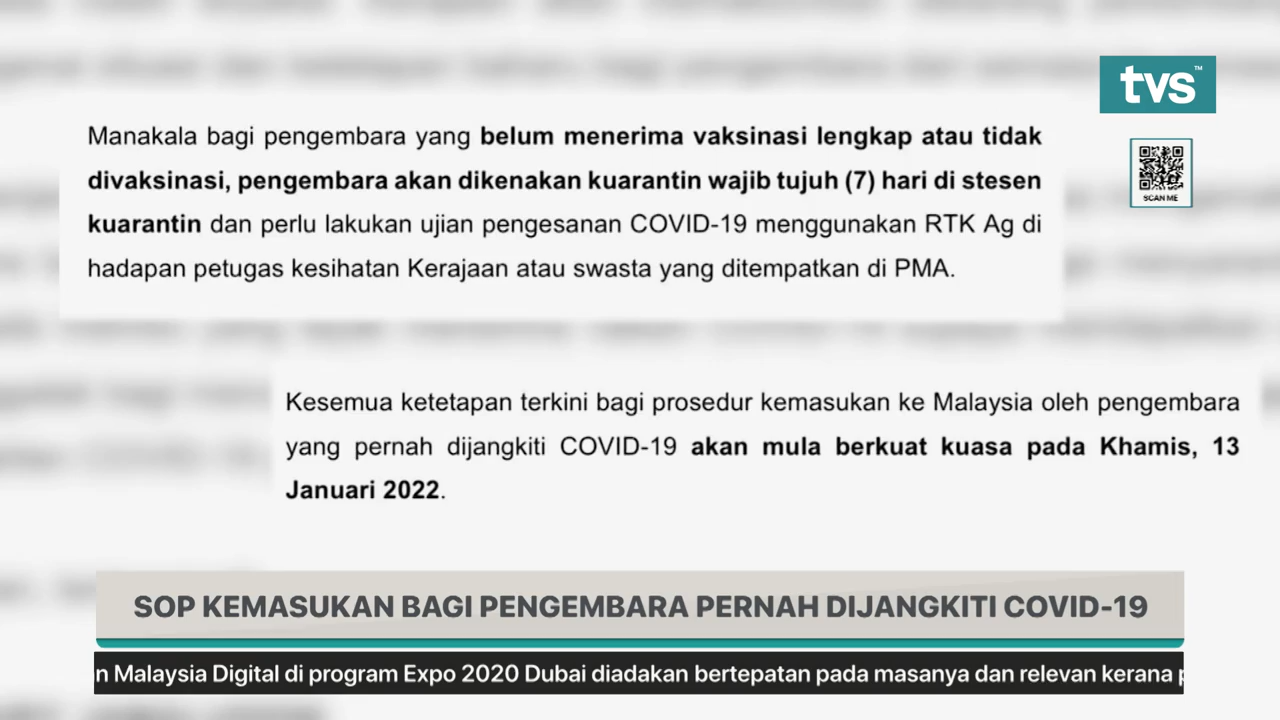 tvs™
SCAN ME
Manakala bagi pengembara yang belum menerima vaksinasi lengkap atau tidak
divaksinasi, pengembara akan dikenakan kuarantin wajib tujuh (7) hari di stesen
kuarantin dan perlu lakukan ujian pengesanan COVID-19 menggunakan RTK Ag di
hadapan petugas kesihatan Kerajaan atau swasta yang ditempatkan di PMA.
Kesemua ketetapan terkini bagi prosedur kemasukan ke Malaysia oleh pengembara
yang pernah dijangkiti COVID-19 akan mula berkuat kuasa pada Khamis, 13
Januari 2022.
SOP KEMASUKAN BAGI PENGEMBARA PERNAH DIJANGKITI COVID-19
Malaysia Digital di program Expo 2020 Dubai diadakan bertepatan pada masanya dan relevan kerana